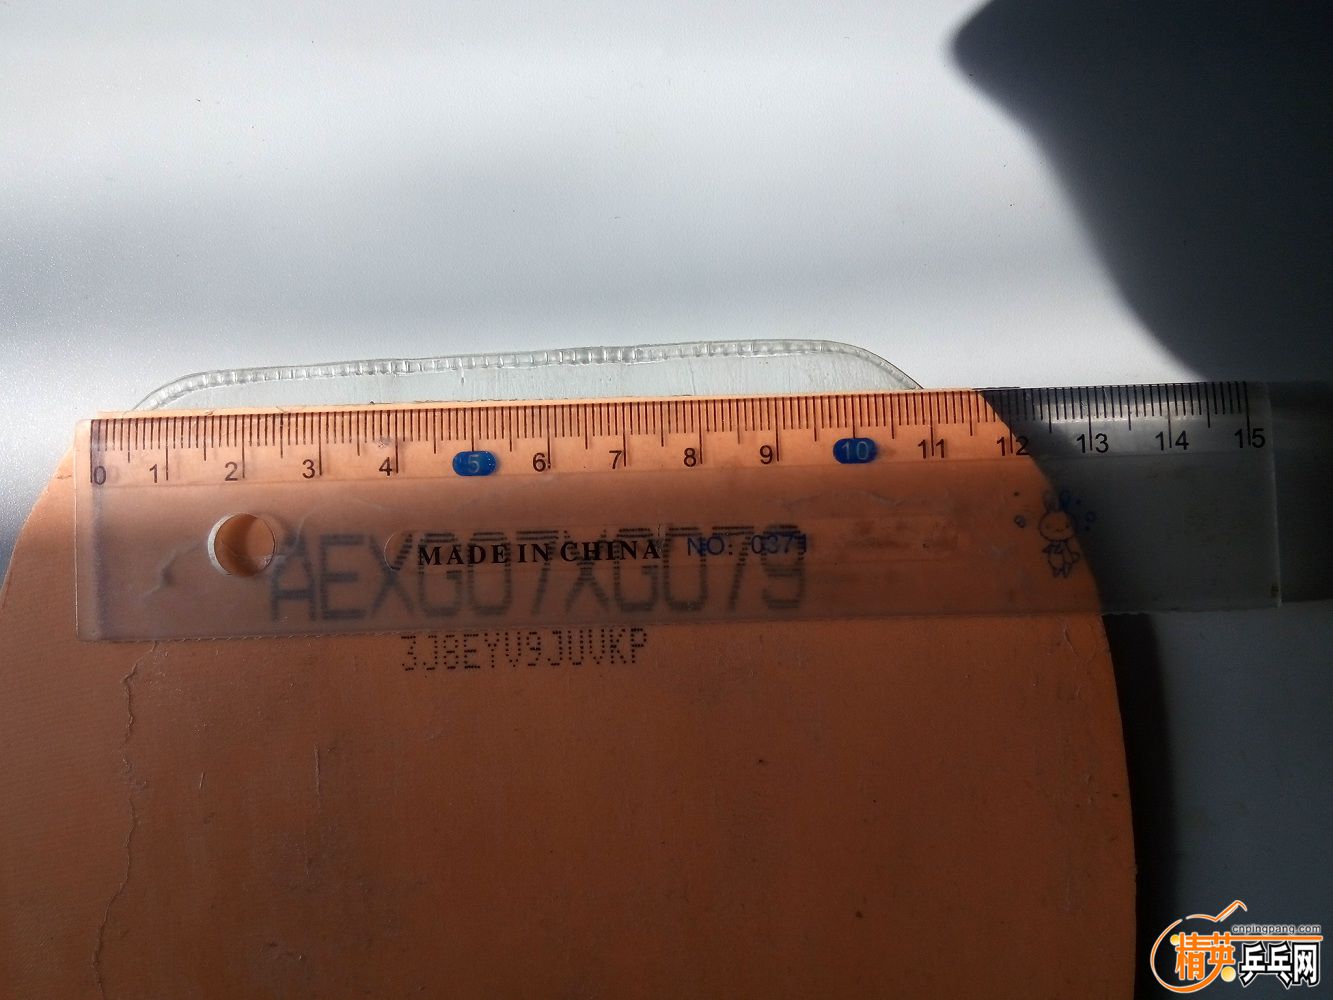 0 1 2 3 4 5 6 7 8 9 10 11 12 13 14 15
MADE IN CHINA NO: 0371
AEXG07XG079
3J8EYV9JUVKP
cnpingpang.com
精英乒乓网